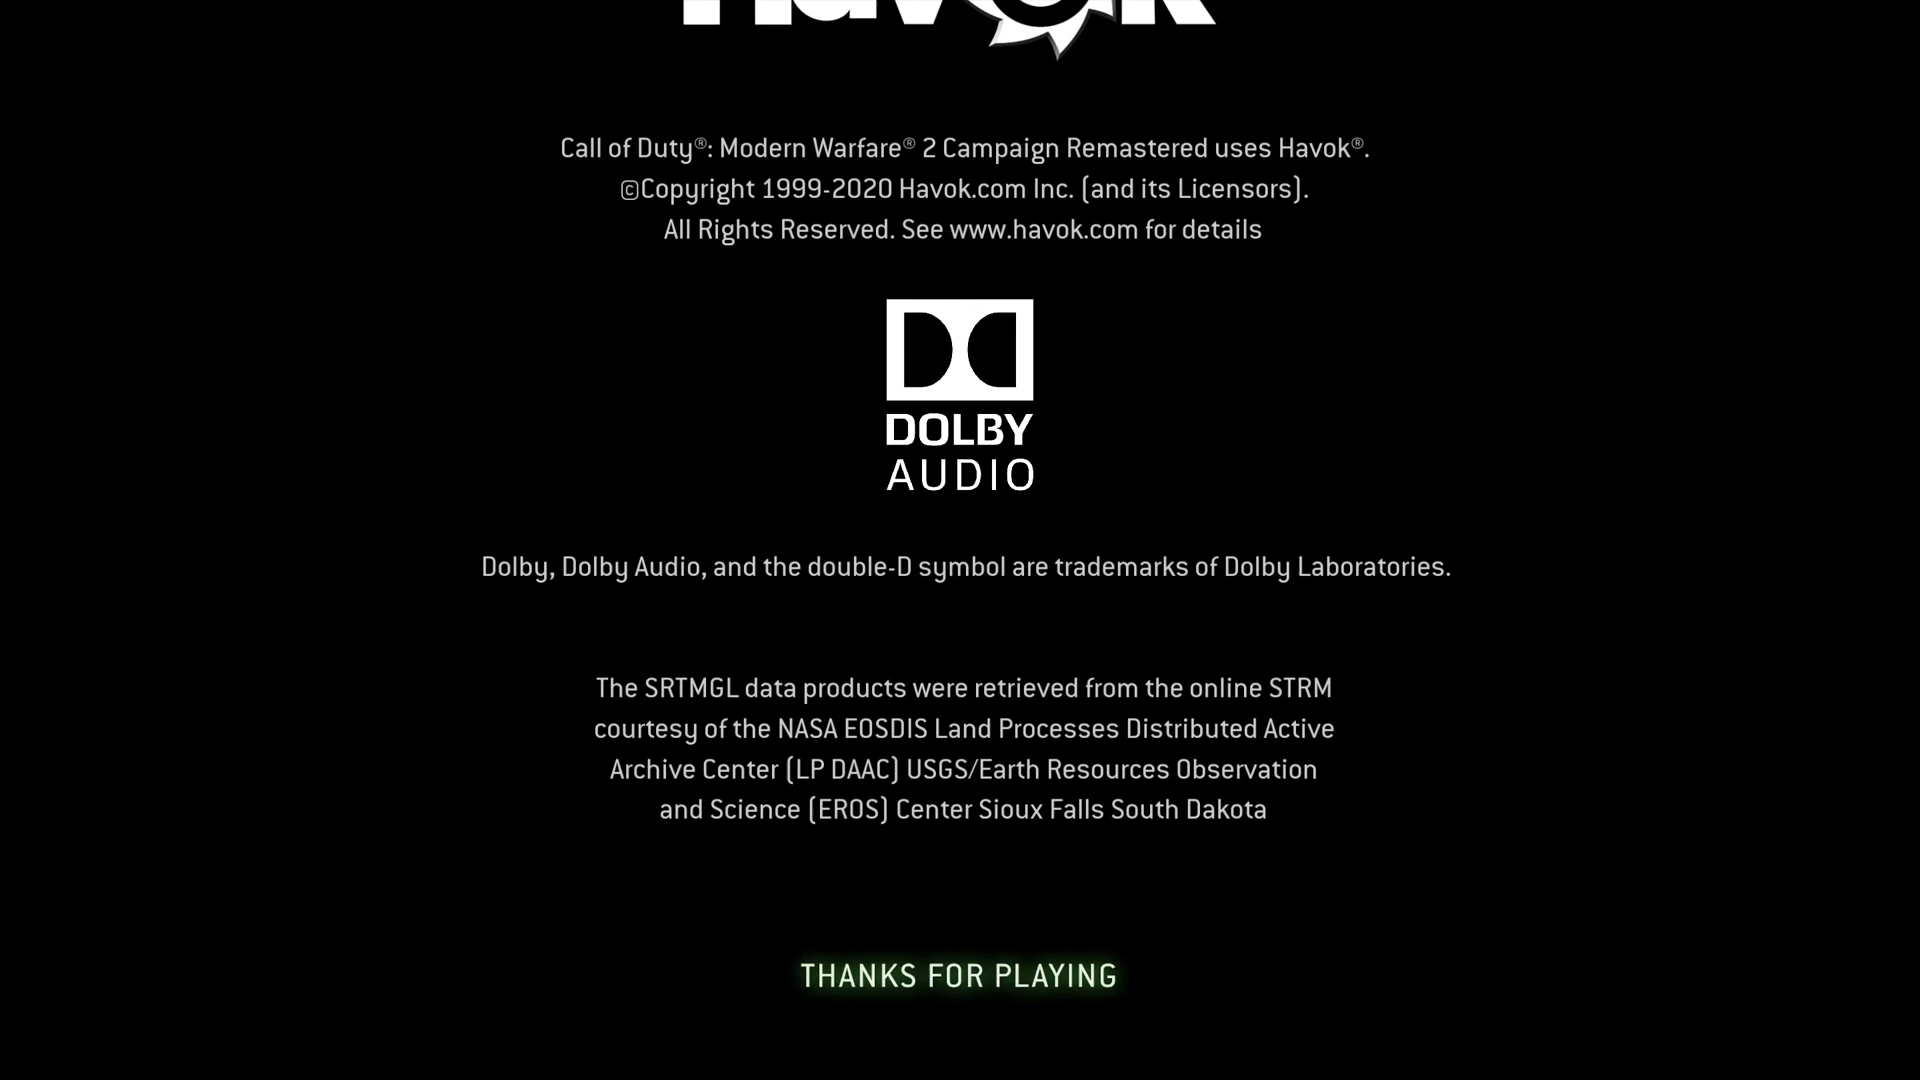 Havok
Call of Duty®: Modern Warfare® 2 Campaign Remastered uses Havok®.
©Copyright 1999-2020 Havok.com Inc. (and its Licensors).
All Rights Reserved. See www.havok.com for details
DOLBY
AUDIO
Dolby, Dolby Audio, and the double-D symbol are trademarks of Dolby Laboratories.
The SRTMGL data products were retrieved from the online STRM
courtesy of the NASA EOSDIS Land Processes Distributed Active
Archive Center (LP DAAC) USGS/Earth Resources Observation
and Science (EROS) Center Sioux Falls South Dakota
THANKS FOR PLAYING